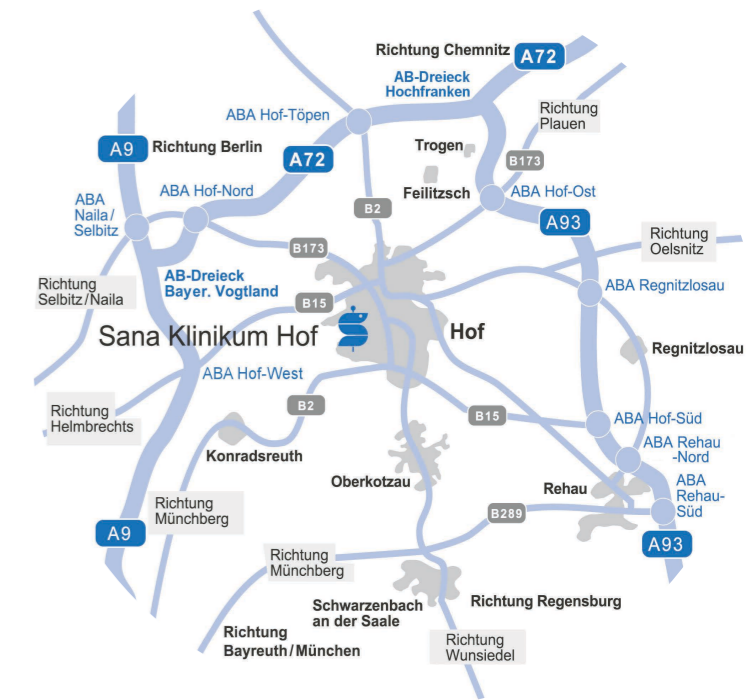 Richtung Chemnitz
A72
AB-Dreieck
Hochfranken
ABA Hof-Töpen
Richtung
Plauen
A9
Richtung Berlin
A72
Trogen
B173
Feilitzsch
ABA Hof-Nord
ABA Hof-Ost
ABA
Naila/
Selbitz
B2
A93
Richtung
Oelsnitz
B173
AB-Dreieck
Bayer. Vogtland
Richtung
Selbitz/Naila
B15
ABA Regnitzlosau
Sana Klinikum Hof
Hof
Regnitzlosau
ABA Hof-West
Richtung
Helmbrechts
B2
B15
ABA Hof-Süd
Konradsreuth
ABA Rehau
-Nord
Oberkotzau
Rehau
ABA
Rehau-
Süd
Richtung
Münchberg
B289
A9
A93
Richtung
Münchberg
Schwarzenbach
an der Saale
Richtung Regensburg
Richtung
Bayreuth/München
Richtung
Wunsiedel